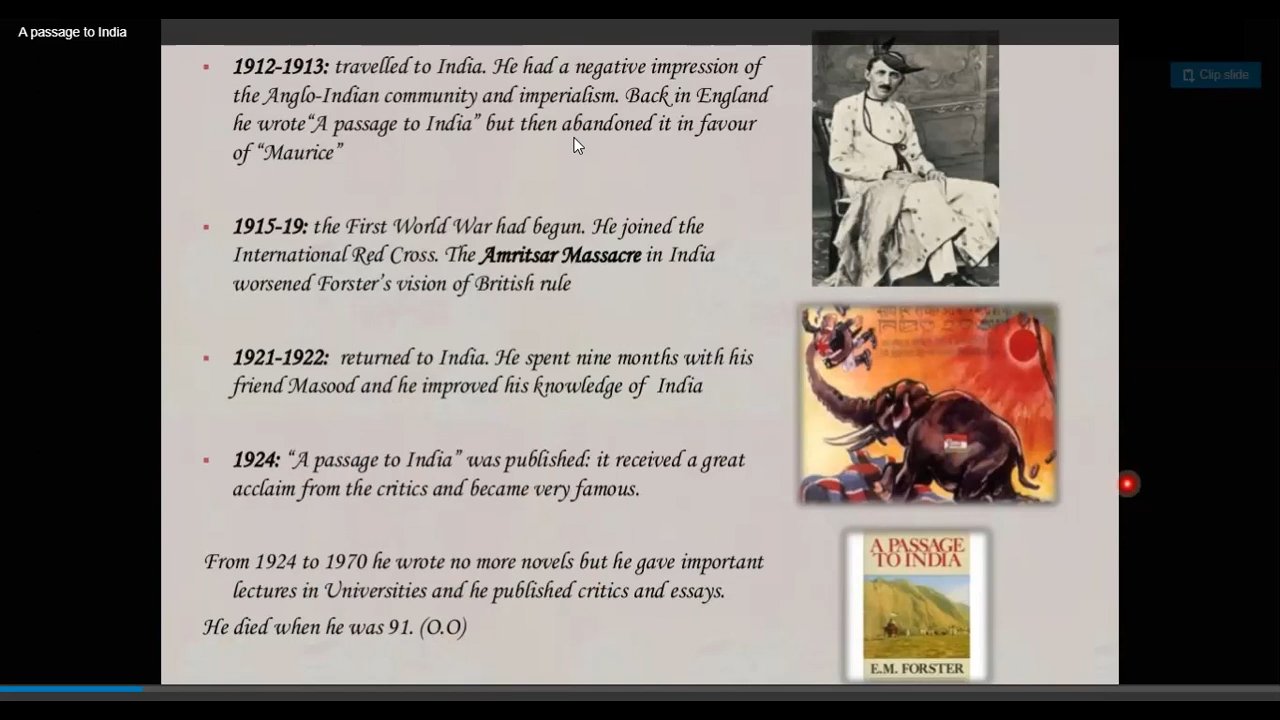 A passage to India
Clip slide
▪ 1912-1913: travelled to India. He had a negative impression of
the Anglo-Indian community and imperialism. Back in England
he wrote“A passage to India” but then abandoned it in favour
of “Maurice”
▪ 1915-19: the First World War had begun. He joined the
International Red Cross. The Amritsar Massacre in India
worsened Forster’s vision of British rule
▪ 1921-1922: returned to India. He spent nine months with his
friend Masood and he improved his knowledge of India
▪ 1924: “A passage to India” was published: it received a great
acclaim from the critics and became very famous.
From 1924 to 1970 he wrote no more novels but he gave important
lectures in Universities and he published critics and essays.
He died when he was 91. (O.O)
A PASSAGE
TO INDIA
E.M. FORSTER